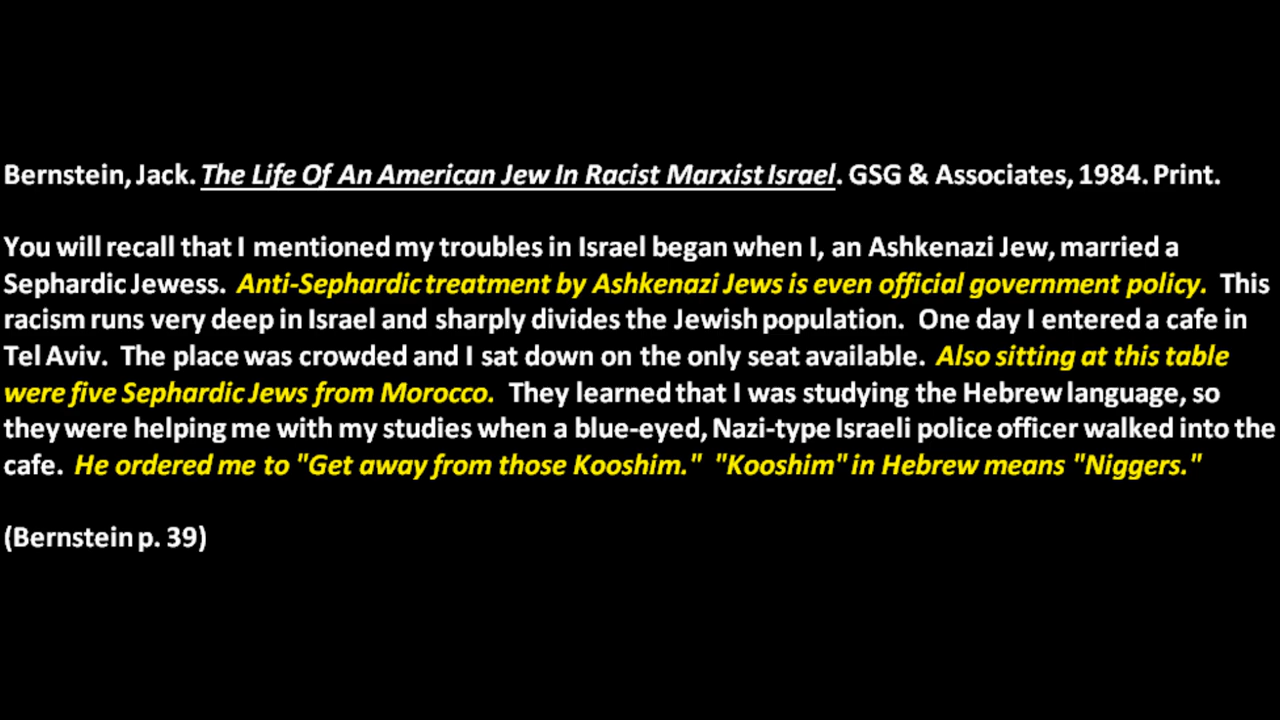 Bernstein, Jack. The Life Of An American Jew In Racist Marxist Israel. GSG & Associates, 1984. Print.
You will recall that I mentioned my troubles in Israel began when I, an Ashkenazi Jew, married a
Sephardic Jewess. Anti-Sephardic treatment by Ashkenazi Jews is even official government policy. This
racism runs very deep in Israel and sharply divides the Jewish population. One day I entered a cafe in
Tel Aviv. The place was crowded and I sat down on the only seat available. Also sitting at this table
were five Sephardic Jews from Morocco. They learned that I was studying the Hebrew language, so
they were helping me with my studies when a blue-eyed, Nazi-type Israeli police officer walked into the
cafe. He ordered me to "Get away from those Kooshim." "Kooshim" in Hebrew means "Niggers."
(Bernstein p. 39)